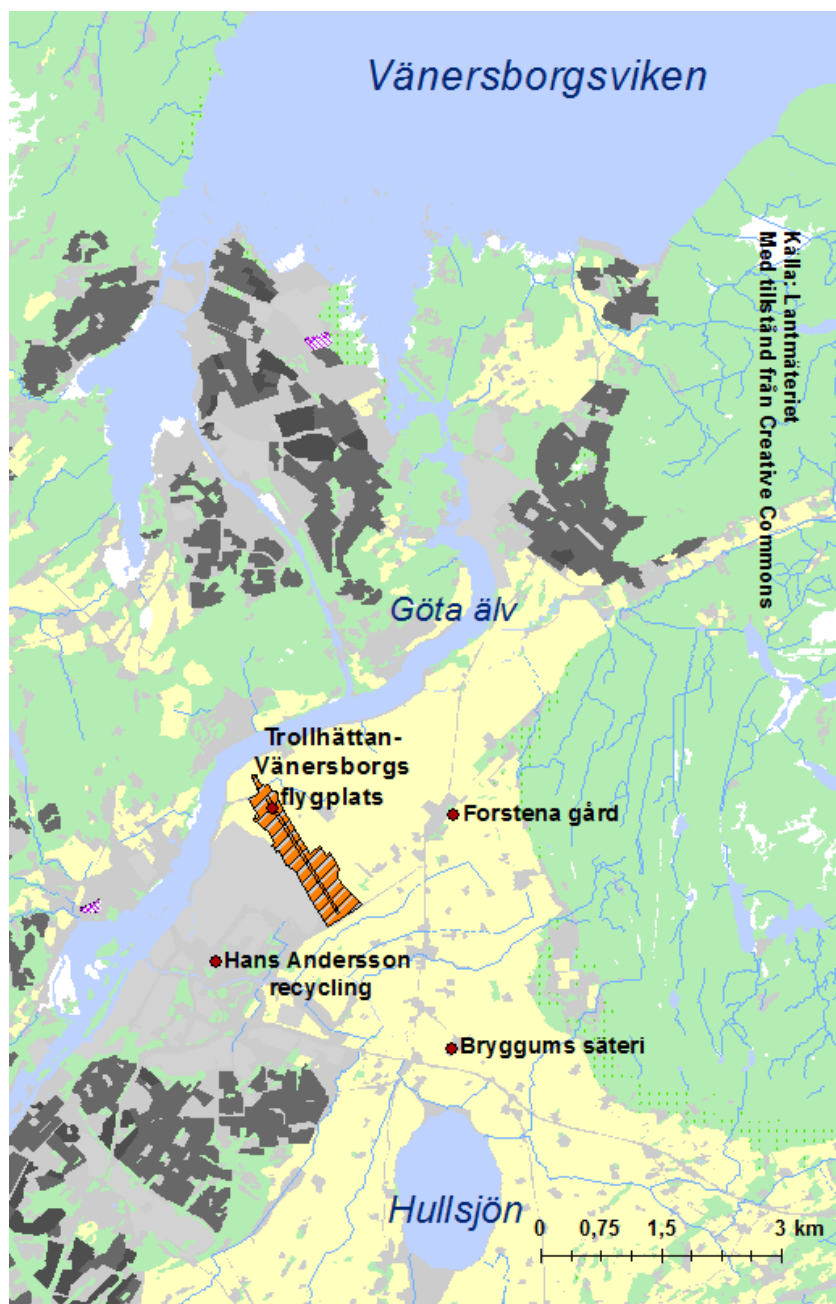 Vänersborgsviken
Källa: Lantmäteriet
Med tilstånd från Creative Commons
Göta älv
Trollhättan-
Vänersborgs
flygplats
Forstena gård
Hans Andersson
recycling
Bryggums säteri
Hullsjön
0 0,75 1,5 3 km